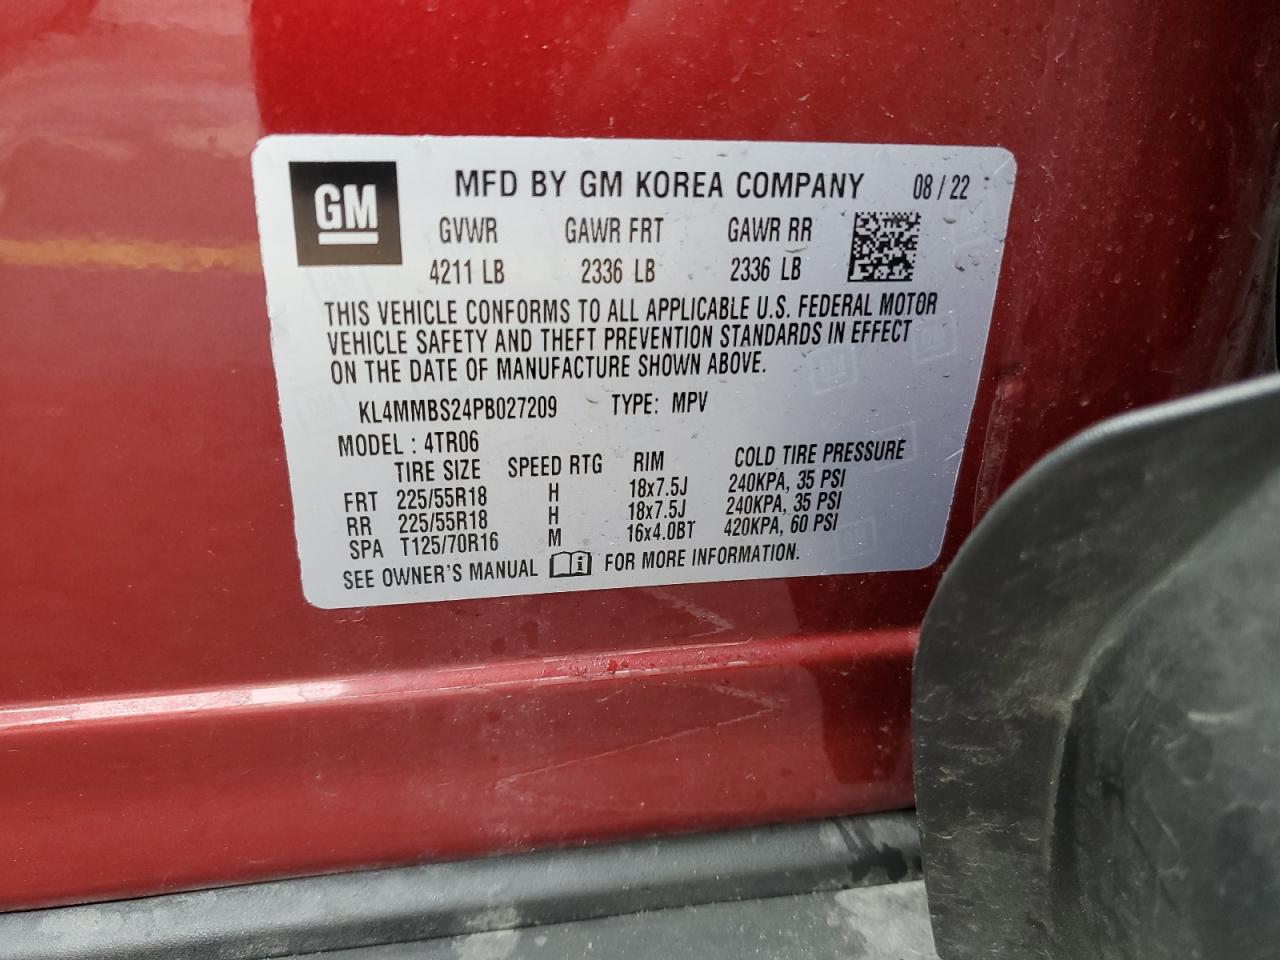 GM
MFD BY GM KOREA COMPANY 08 / 22
GVWR GAWR FRT GAWR RR
4211 LB 2336 LB 2336 LB
THIS VEHICLE CONFORMS TO ALL APPLICABLE U.S. FEDERAL MOTOR
VEHICLE SAFETY AND THEFT PREVENTION STANDARDS IN EFFECT
ON THE DATE OF MANUFACTURE SHOWN ABOVE.
KL4MMBS24PB027209 TYPE: MPV
MODEL : 4TR06
TIRE SIZE SPEED RTG RIM COLD TIRE PRESSURE
FRT 225/55R18 H 18x7.5J 240KPA, 35 PSI
RR 225/55R18 H 18x7.5J 240KPA, 35 PSI
SPA T125/70R16 M 16x4.0BT 420KPA, 60 PSI
SEE OWNER'S MANUAL i FOR MORE INFORMATION.